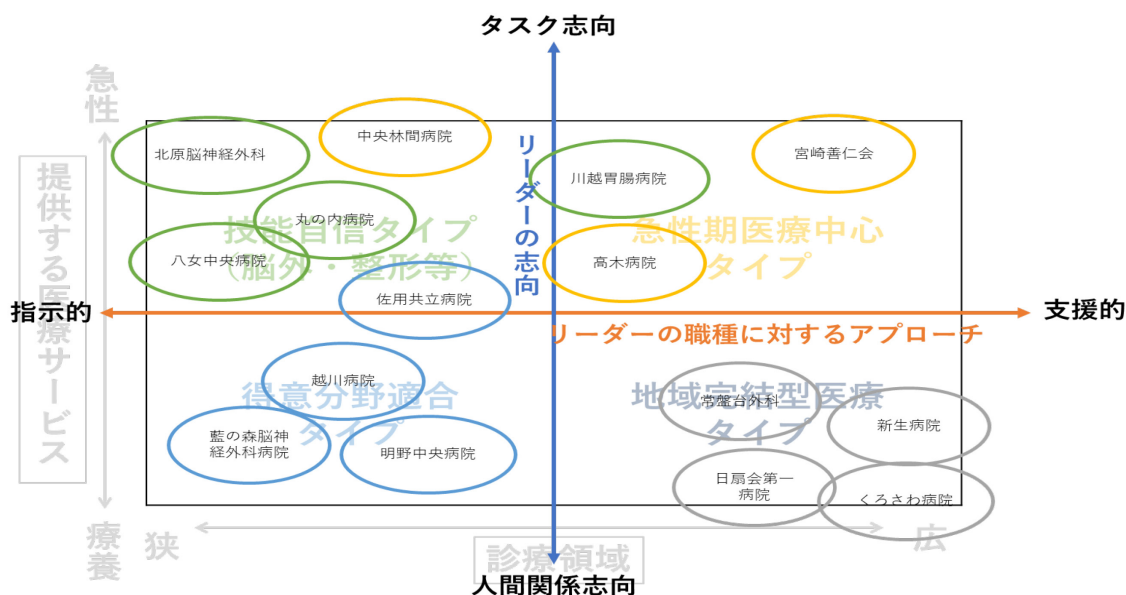 タスク志向
急性
提供する医療サービス
療養
指示的
支援的
リーダーの志向
北原脳神経外科
中央林間病院
川越胃腸病院
宮崎善仁会
丸の内病院
技能自信タイプ
（脳外・整形等）
八女中央病院
急性期医療中心
タイプ
高木病院
佐用共立病院
リーダーの職種に対するアプローチ
越川病院
得意分野適合
タイプ
藍の森脳神
経外科病院
明野中央病院
常盤台外科
地域完結型医療
タイプ
新生病院
日扇会第一
病院
くろさわ病院
狭
診療領域
広
人間関係志向